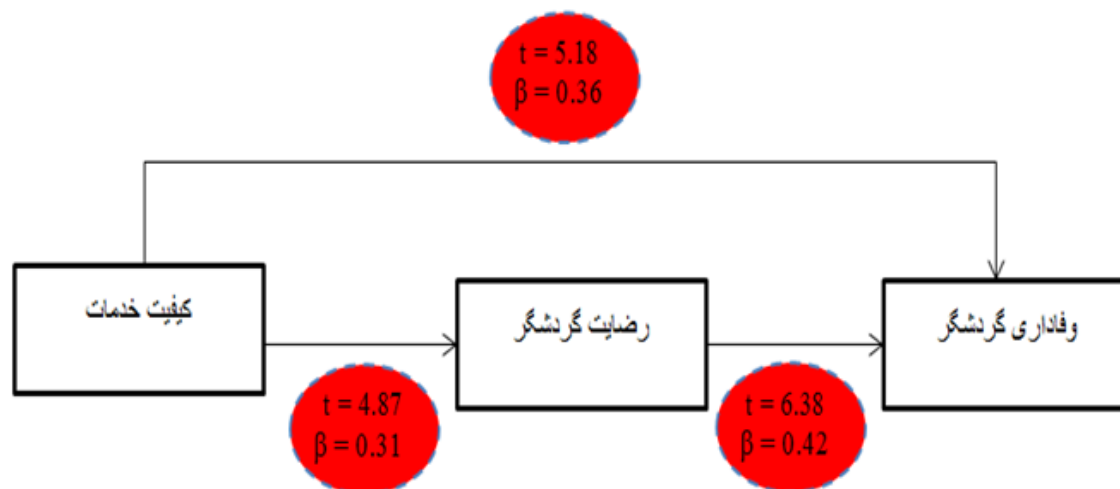 t = 5.18
β = 0.36
کیفیت خدمات
رضایت گردشگر
وفاداری گردشگر
t = 4.87
β = 0.31
t = 6.38
β = 0.42